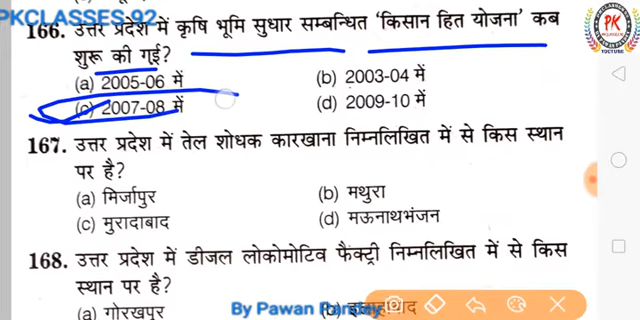 PKCLASSES.92
166. उत्तर प्रदेश में कृषि भूमि सुधार सम्बन्धित 'किसान हित योजना' कब
शुरू की गई?
(a) 2005-06 में (b) 2003-04 में
(c) 2007-08 में (d) 2009-10 में
167. उत्तर प्रदेश में तेल शोधक कारखाना निम्नलिखित में से किस स्थान
पर है?
(a) मिर्जापुर (b) मथुरा
(c) मुरादाबाद (d) मऊनाथभंजन
168. उत्तर प्रदेश में डीजल लोकोमोटिव फैक्ट्री निम्नलिखित में से किस
स्थान पर है?
(a) गोरखपुर (b)
By Pawan
PK